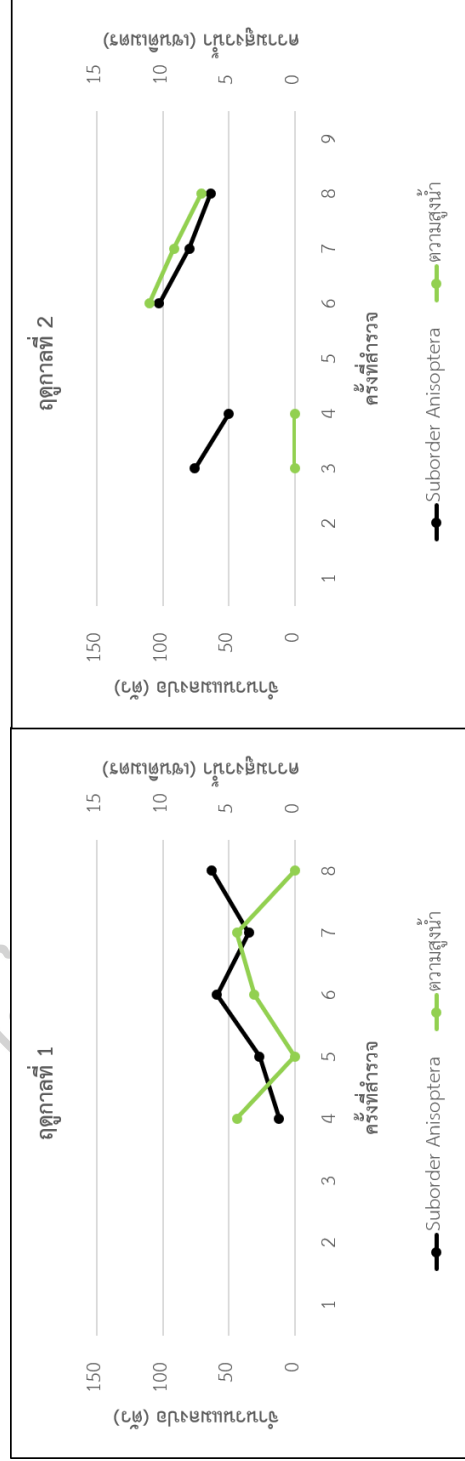 ฤดูกาลที่ 1
จำนวนแมลงปอ (ตัว)
150
100
50
0
ความสูงน้ำ (เซนติเมตร)
15
10
5
0
1 2 3 4 5 6 7 8
ครั้งที่สำรวจ
Suborder Anisoptera ความสูงน้ำ
ฤดูกาลที่ 2
จำนวนแมลงปอ (ตัว)
150
100
50
0
ความสูงน้ำ (เซนติเมตร)
15
10
5
0
1 2 3 4 5 6 7 8 9
ครั้งที่สำรวจ
Suborder Anisoptera ความสูงน้ำ